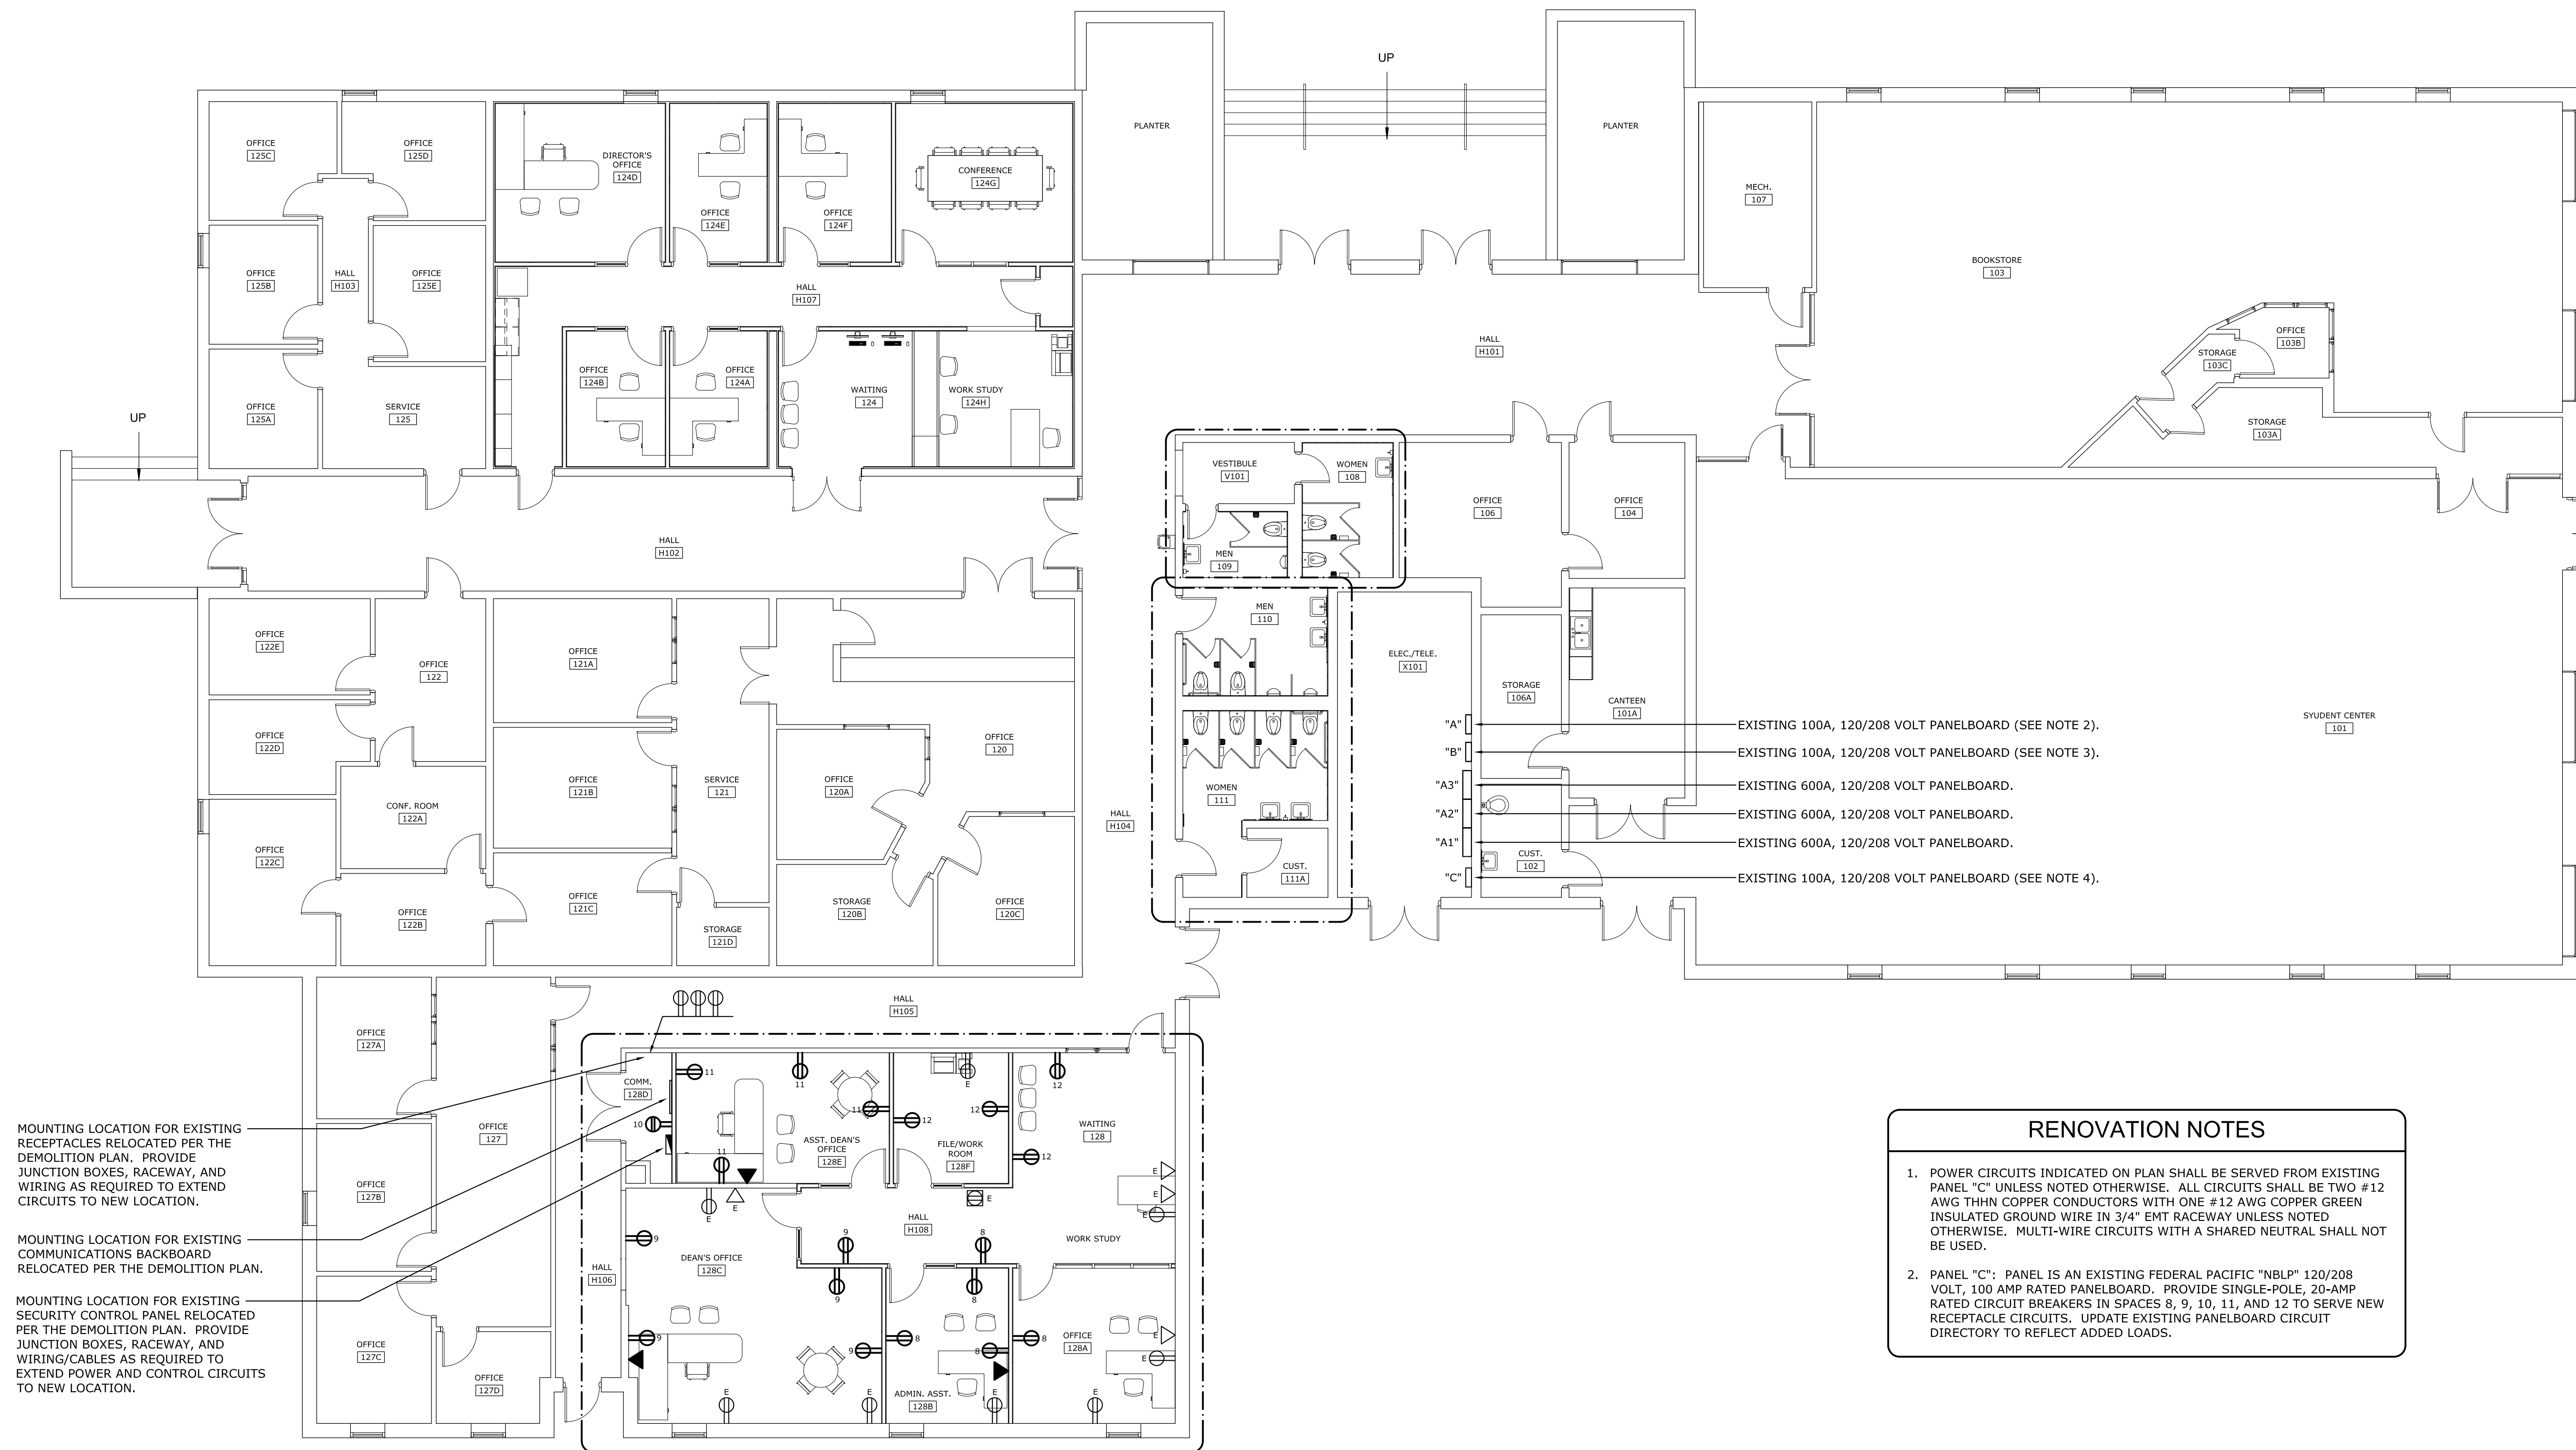 UP
PLANTER
PLANTER
OFFICE
125C
OFFICE
125D
DIRECTOR'S
OFFICE
124D
OFFICE
124E
OFFICE
124F
CONFERENCE
124G
MECH.
107
BOOKSTORE
103
OFFICE
125B
HALL
H103
OFFICE
125E
HALL
H107
HALL
H101
OFFICE
103B
STORAGE
103C
STORAGE
103A
OFFICE
125A
SERVICE
125
OFFICE
124B
OFFICE
124A
WAITING
124
WORK STUDY
124H
UP
VESTIBULE
V101
WOMEN
108
MEN
109
OFFICE
106
OFFICE
104
HALL
H102
OFFICE
122E
OFFICE
122
OFFICE
121A
MEN
110
ELEC./TELE.
X101
STORAGE
106A
CANTEEN
101A
SYUDENT CENTER
101
OFFICE
122D
OFFICE
121B
SERVICE
121
OFFICE
120A
OFFICE
120
CONF. ROOM
122A
WOMEN
111
HALL
H104
"A"
EXISTING 100A, 120/208 VOLT PANELBOARD (SEE NOTE 2).
"B"
EXISTING 100A, 120/208 VOLT PANELBOARD (SEE NOTE 3).
"A3"
EXISTING 600A, 120/208 VOLT PANELBOARD.
"A2"
EXISTING 600A, 120/208 VOLT PANELBOARD.
"A1"
EXISTING 600A, 120/208 VOLT PANELBOARD.
"C"
EXISTING 100A, 120/208 VOLT PANELBOARD (SEE NOTE 4).
CUST.
102
CUST.
111A
OFFICE
122C
OFFICE
122B
OFFICE
121C
STORAGE
121D
STORAGE
120B
OFFICE
120C
HALL
H105
OFFICE
127A
OFFICE
127
OFFICE
127B
OFFICE
127C
OFFICE
127D
COMM.
128D
11
11
11
11
10
ASST. DEAN'S
OFFICE
128E
E
12
12
FILE/WORK
ROOM
128F
12
12
WAITING
128
E
E
E
E
E
E
HALL
H108
WORK STUDY
HALL
H106
DEAN'S OFFICE
128C
9
9
9
9
9
8
8
8
8
8
E
E
E
E
E
E
ADMIN. ASST.
128B
OFFICE
128A
MOUNTING LOCATION FOR EXISTING
RECEPTACLES RELOCATED PER THE
DEMOLITION PLAN. PROVIDE
JUNCTION BOXES, RACEWAY, AND
WIRING AS REQUIRED TO EXTEND
CIRCUITS TO NEW LOCATION.
MOUNTING LOCATION FOR EXISTING
COMMUNICATIONS BACKBOARD
RELOCATED PER THE DEMOLITION PLAN.
MOUNTING LOCATION FOR EXISTING
SECURITY CONTROL PANEL RELOCATED
PER THE DEMOLITION PLAN. PROVIDE
JUNCTION BOXES, RACEWAY, AND
WIRING/CABLES AS REQUIRED TO
EXTEND POWER AND CONTROL CIRCUITS
TO NEW LOCATION.
RENOVATION NOTES
1. POWER CIRCUITS INDICATED ON PLAN SHALL BE SERVED FROM EXISTING
PANEL "C" UNLESS NOTED OTHERWISE. ALL CIRCUITS SHALL BE TWO #12
AWG THHN COPPER CONDUCTORS WITH ONE #12 AWG COPPER GREEN
INSULATED GROUND WIRE IN 3/4" EMT RACEWAY UNLESS NOTED
OTHERWISE. MULTI-WIRE CIRCUITS WITH A SHARED NEUTRAL SHALL NOT
BE USED.
2. PANEL "C": PANEL IS AN EXISTING FEDERAL PACIFIC "NBLP" 120/208
VOLT, 100 AMP RATED PANELBOARD. PROVIDE SINGLE-POLE, 20-AMP
RATED CIRCUIT BREAKERS IN SPACES 8, 9, 10, 11, AND 12 TO SERVE NEW
RECEPTACLE CIRCUITS. UPDATE EXISTING PANELBOARD CIRCUIT
DIRECTORY TO REFLECT ADDED LOADS.